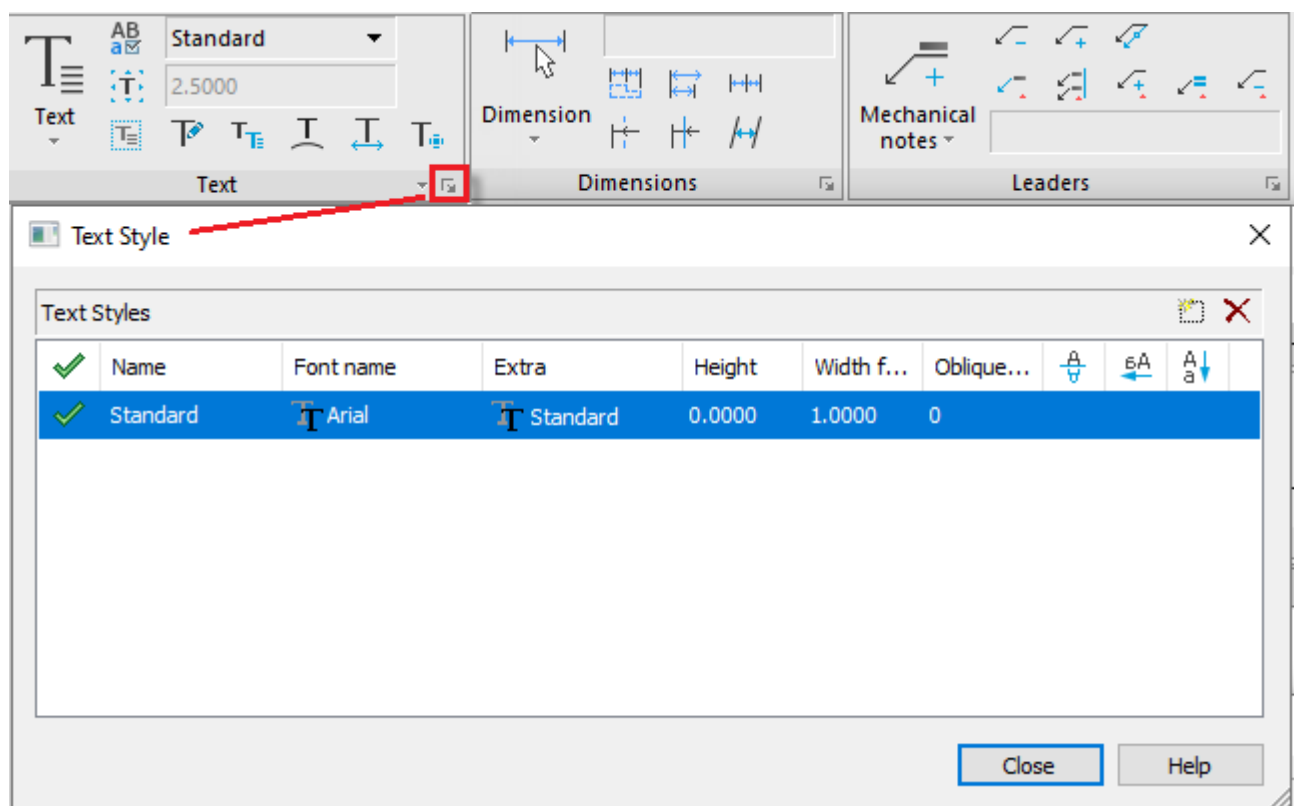 AB
a
Standard
2.5000
Text
Text
Dimension
Dimensions
Mechanical
notes
Leaders
Text Style
Text Styles
Name Font name Extra Height Width f... Oblique...
Standard Arial Standard 0.0000 1.0000 0
Close Help